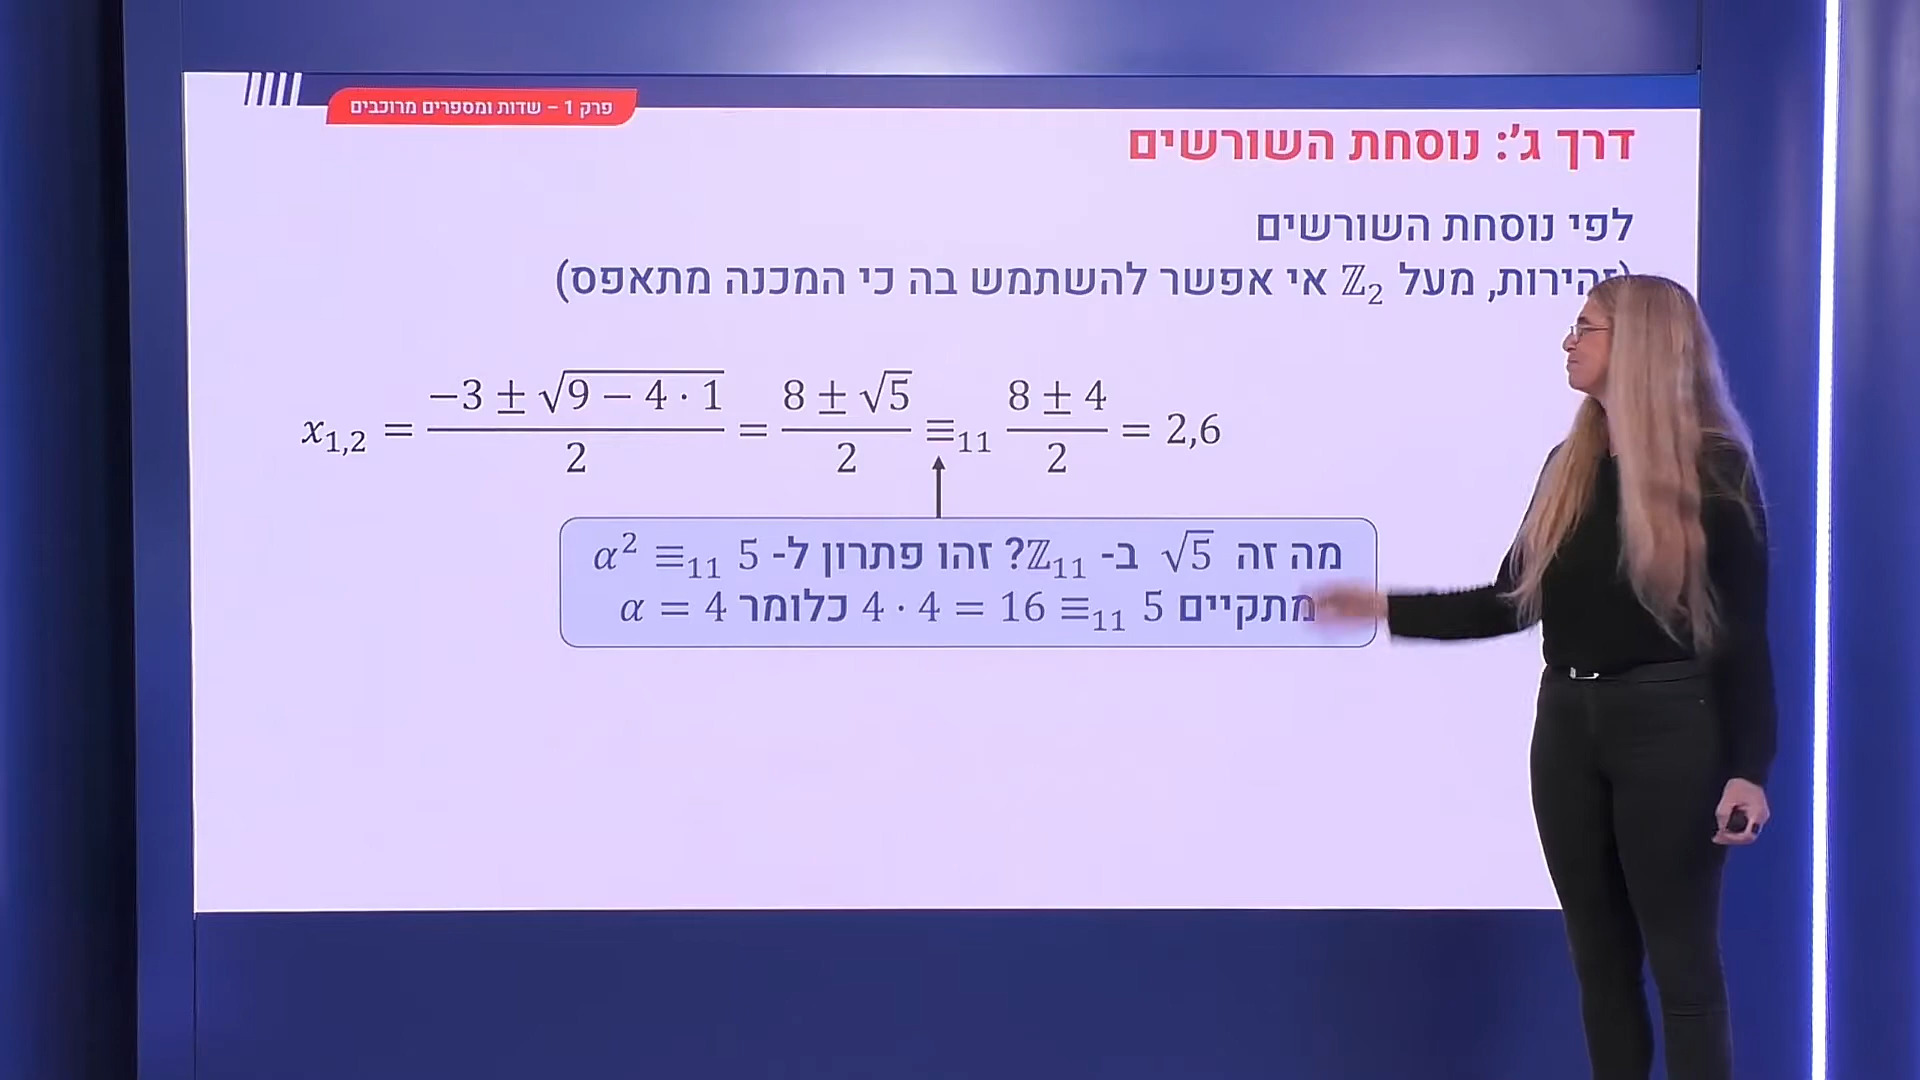 פרק 1 – שדות ומספרים מרוכבים
דרך ג': נוסחת השורשים
לפי נוסחת השורשים
(זהירות, מעל ℤ₂ אי אפשר להשתמש בה כי המכנה מתאפס)
x₁,₂ = (−3 ± √(9 − 4 · 1))/2 = (8 ± √5)/2 ≡₁₁ (8 ± 4)/2 = 2,6
מה זה √5 ב- ℤ₁₁? זהו פתרון ל- α² ≡₁₁ 5
מתקיים 4 · 4 = 16 ≡₁₁ 5 כלומר α = 4